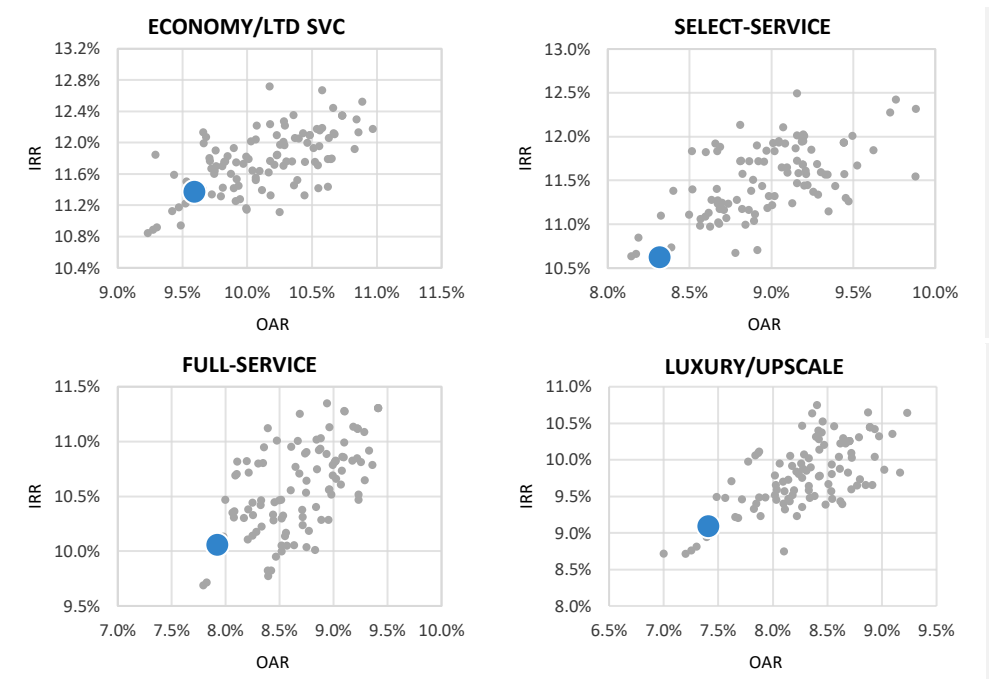 ECONOMY/LTD SVC
13.2%
12.8%
12.4%
12.0%
11.6%
11.2%
10.8%
10.4%
IRR
9.0% 9.5% 10.0% 10.5% 11.0% 11.5%
OAR
SELECT-SERVICE
13.0%
12.5%
12.0%
11.5%
11.0%
10.5%
IRR
8.0% 8.5% 9.0% 9.5% 10.0%
OAR
FULL-SERVICE
11.5%
11.0%
10.5%
10.0%
9.5%
IRR
7.0% 7.5% 8.0% 8.5% 9.0% 9.5% 10.0%
OAR
LUXURY/UPSCALE
11.0%
10.5%
10.0%
9.5%
9.0%
8.5%
8.0%
IRR
6.5% 7.0% 7.5% 8.0% 8.5% 9.0% 9.5%
OAR